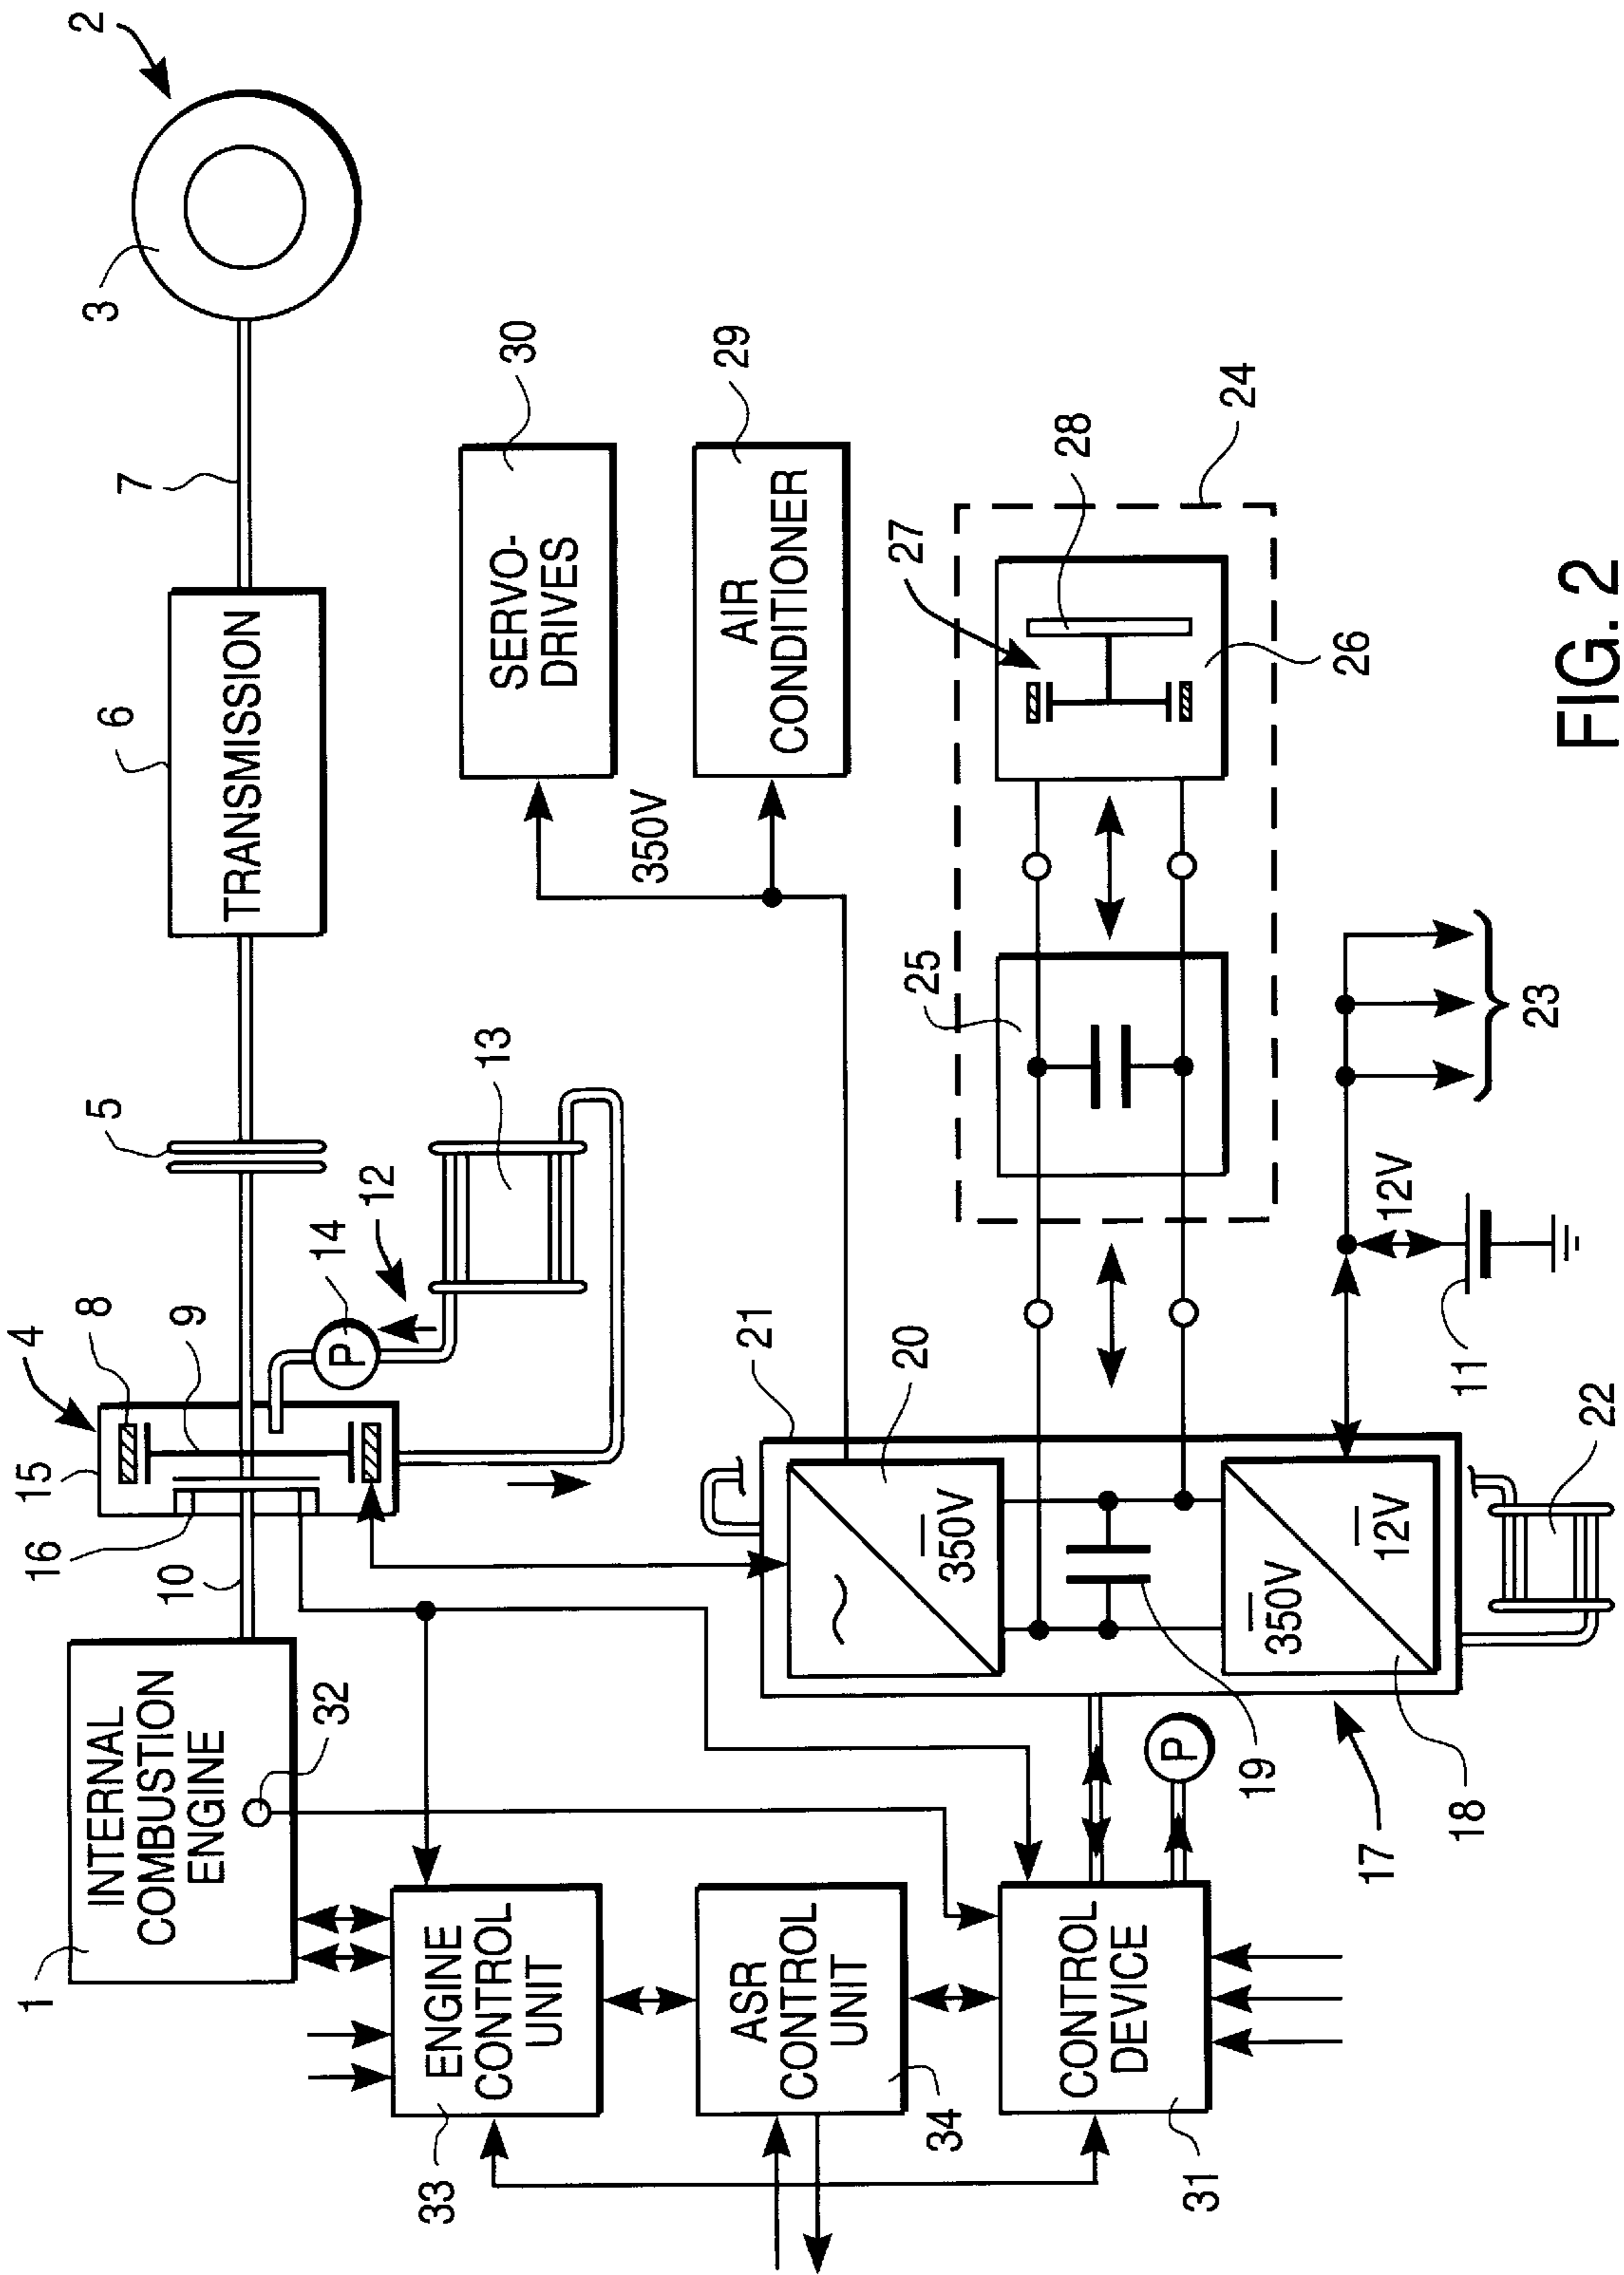 1
INTERNAL
COMBUSTION
ENGINE
32
10
16
15
4
8
9
14
P
12
13
5
6
TRANSMISSION
7
3
2
30
SERVO-
DRIVES
350V
29
AIR
CONDITIONER
33
ENGINE
CONTROL
UNIT
34
ASR
CONTROL
UNIT
31
CONTROL
DEVICE
P
17
18
19
21
20
~
350V
350V
12V
22
25
27
28
24
26
12V
11
23
FIG. 2